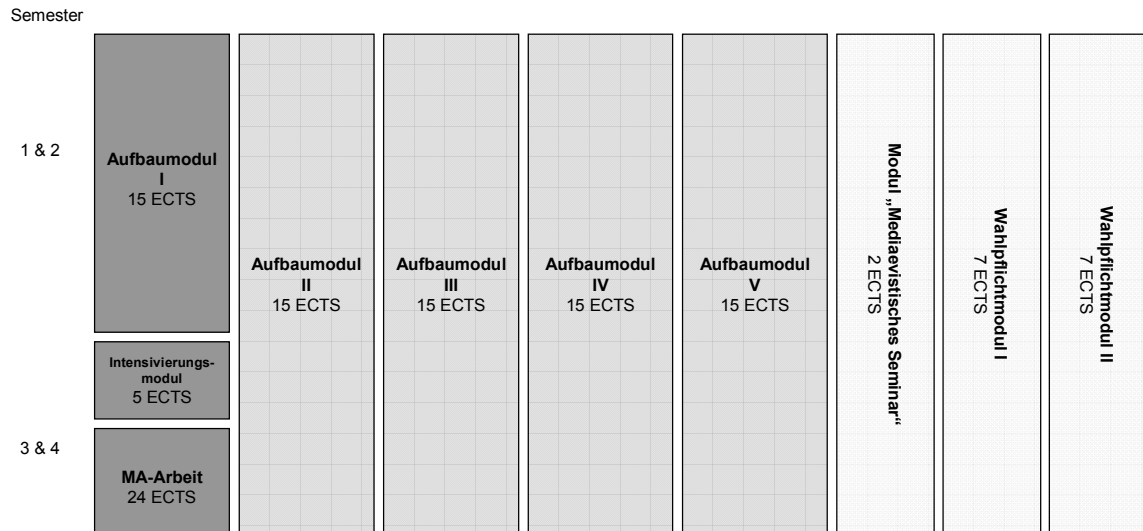 Semester
1 & 2
Aufbaumodul
I
15 ECTS
Intensivierungs-
modul
5 ECTS
3 & 4
MA-Arbeit
24 ECTS
Aufbaumodul
II
15 ECTS
Aufbaumodul
III
15 ECTS
Aufbaumodul
IV
15 ECTS
Aufbaumodul
V
15 ECTS
Modul „Mediaevistisches Seminar“
2 ECTS
Wahlpflichtmodul I
7 ECTS
Wahlpflichtmodul II
7 ECTS